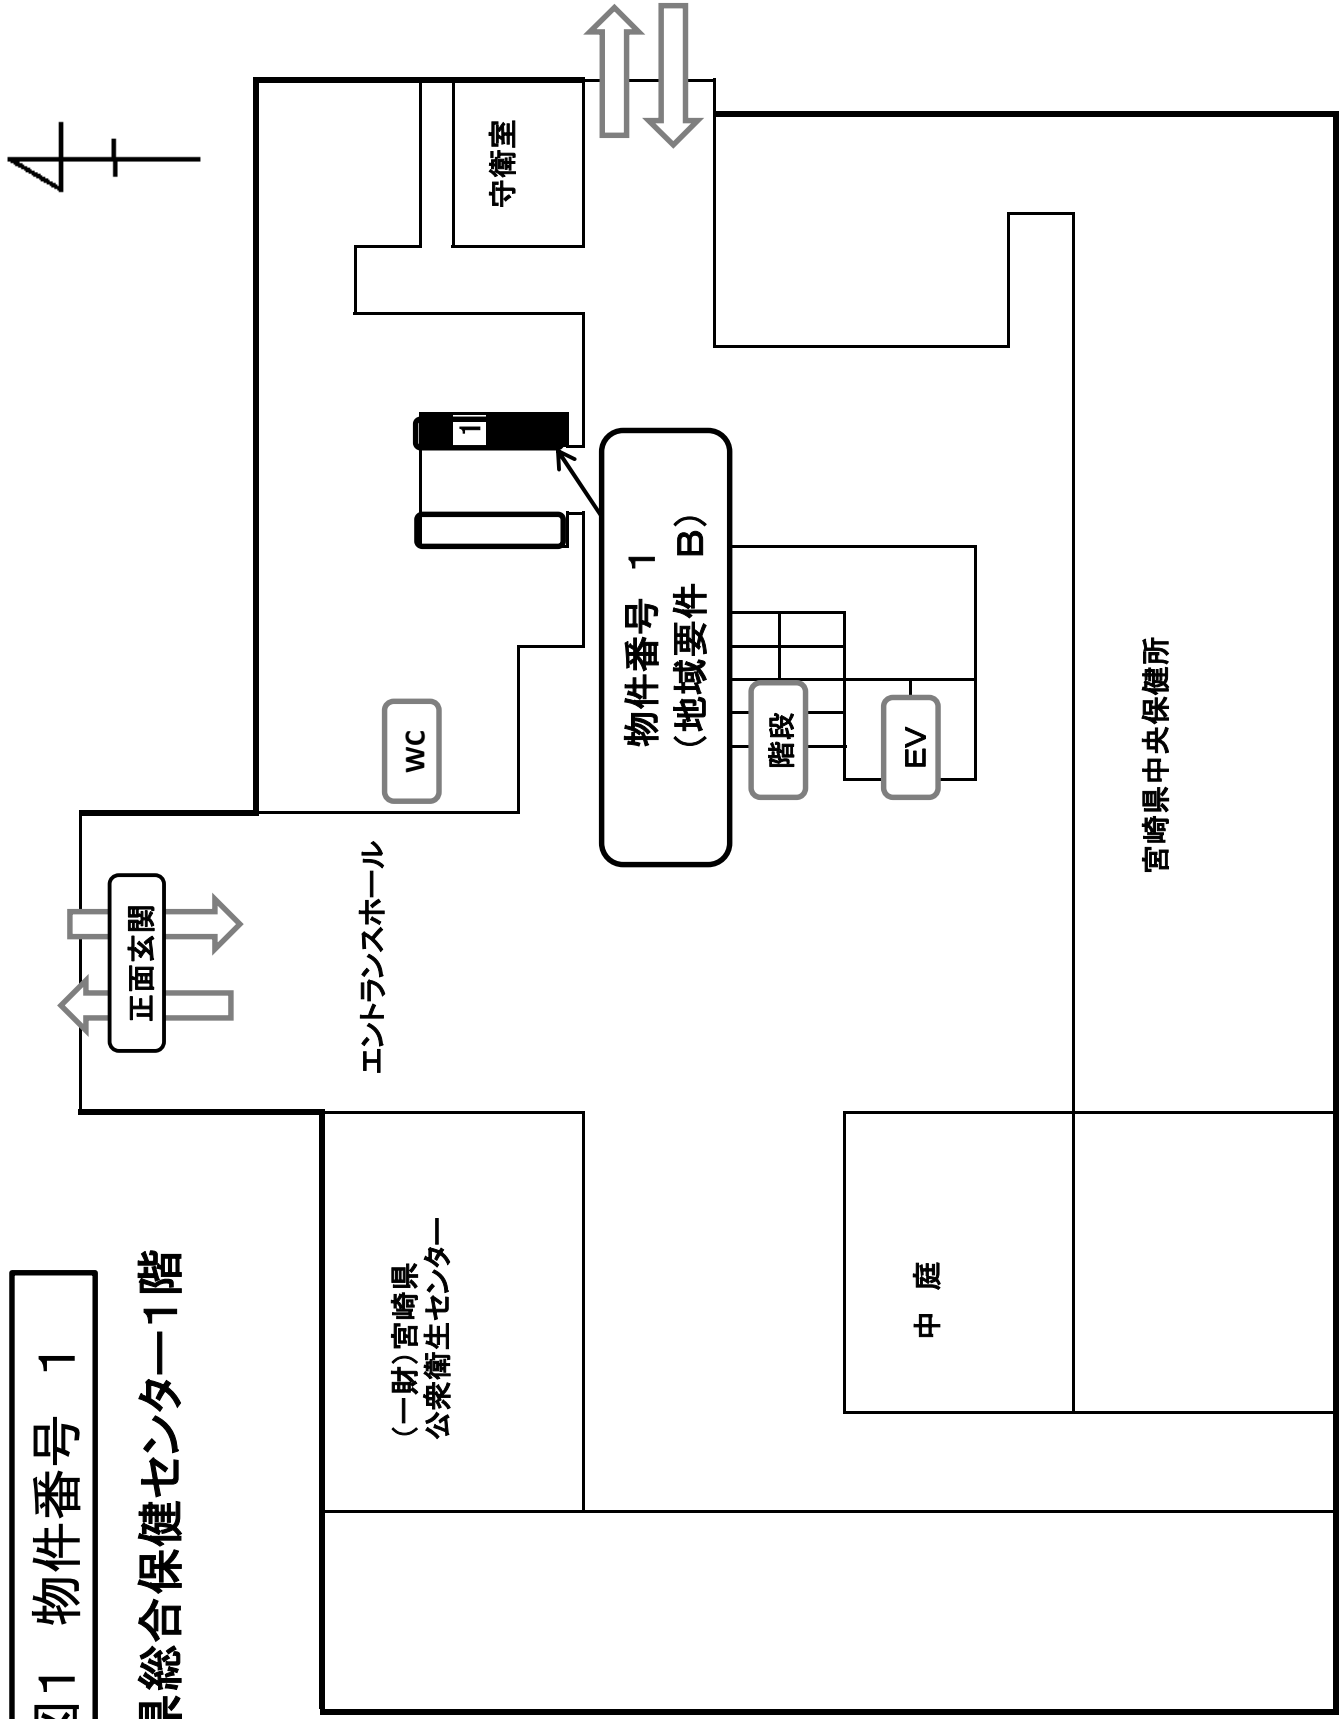 図1　物件番号　1
県総合保健センター1階
正面玄関
エントランスホール
（一財）宮崎県
公衆衛生センター
WC
1
守衛室
物件番号　1
（地域要件　B）
階段
EV
中　庭
宮崎県中央保健所